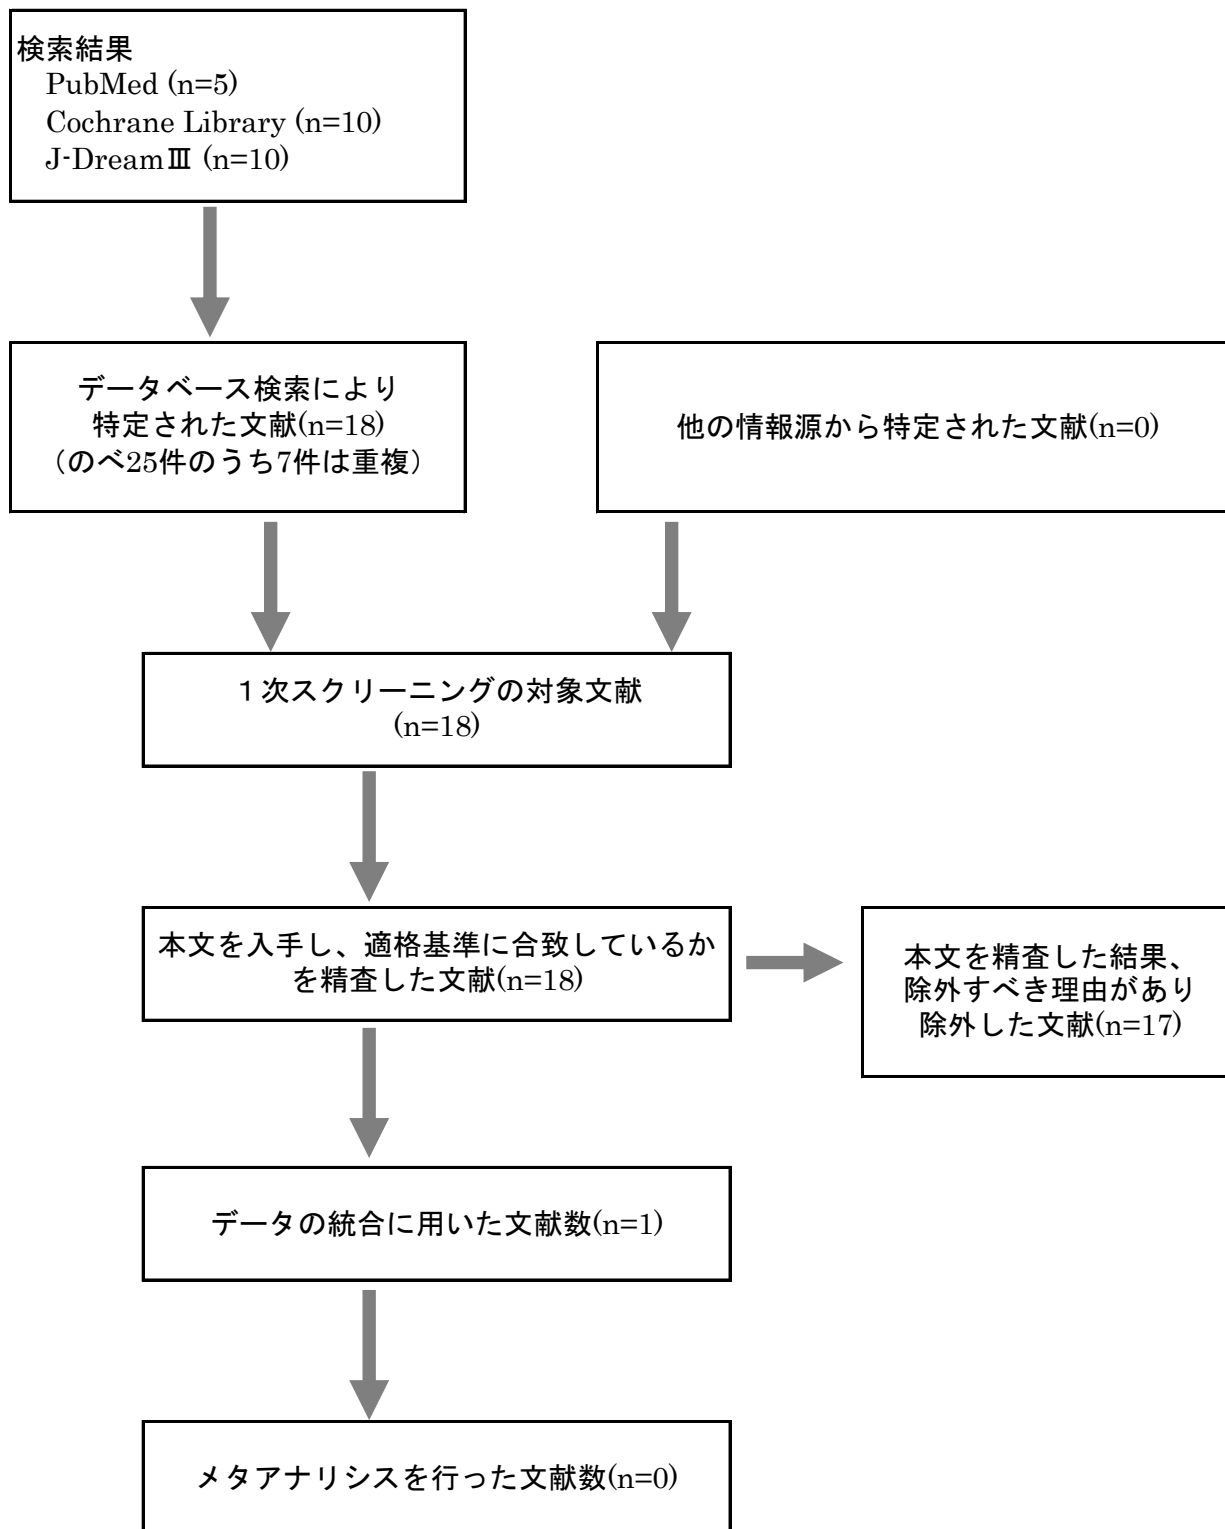 検索結果
PubMed (n=5)
Cochrane Library (n=10)
J-DreamⅢ (n=10)
データベース検索により
特定された文献(n=18)
（のべ25件のうち7件は重複）
他の情報源から特定された文献(n=0)
１次スクリーニングの対象文献
(n=18)
本文を入手し、適格基準に合致しているか
を精査した文献(n=18)
本文を精査した結果、
除外すべき理由があり
除外した文献(n=17)
データの統合に用いた文献数(n=1)
メタアナリシスを行った文献数(n=0)